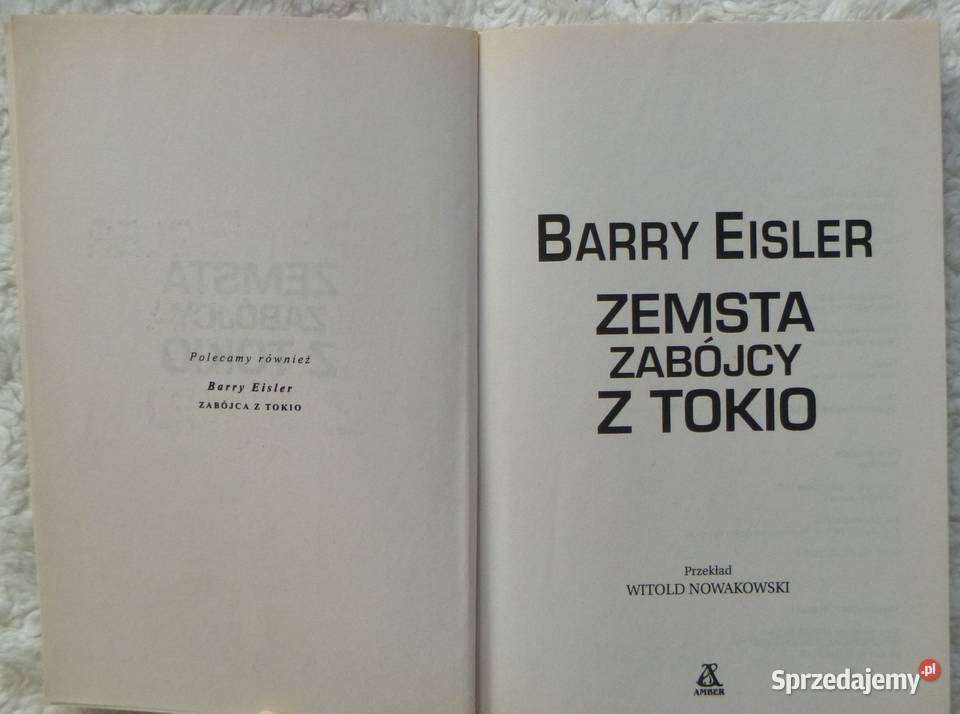 Polecamy również
Barry Eisler
ZABÓJCA Z TOKIO
BARRY EISLER
ZEMSTA
ZABÓJCY
Z TOKIO
Przekład
WITOLD NOWAKOWSKI
AMBER
Sprzedajemy.pl